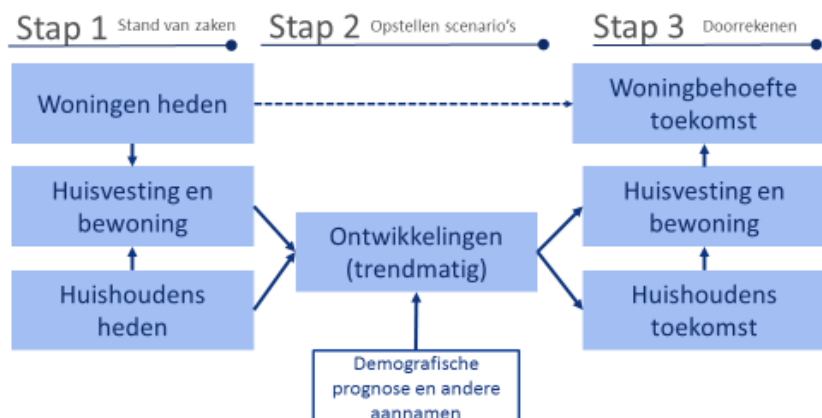 Stap 1 Stand van zaken
Stap 2 Opstellen scenario's
Stap 3 Doorrekenen
Woningen heden
Woningbehoefte
toekomst
Huisvesting en
bewoning
Ontwikkelingen
(trendmatig)
Huisvesting en
bewoning
Huishoudens
heden
Huishoudens
toekomst
Demografische
prognose en andere
aannamen